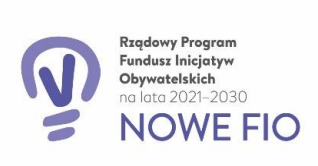 Rządowy Program
Fundusz Inicjatyw
Obywatelskich
na lata 2021–2030
NOWE FIO